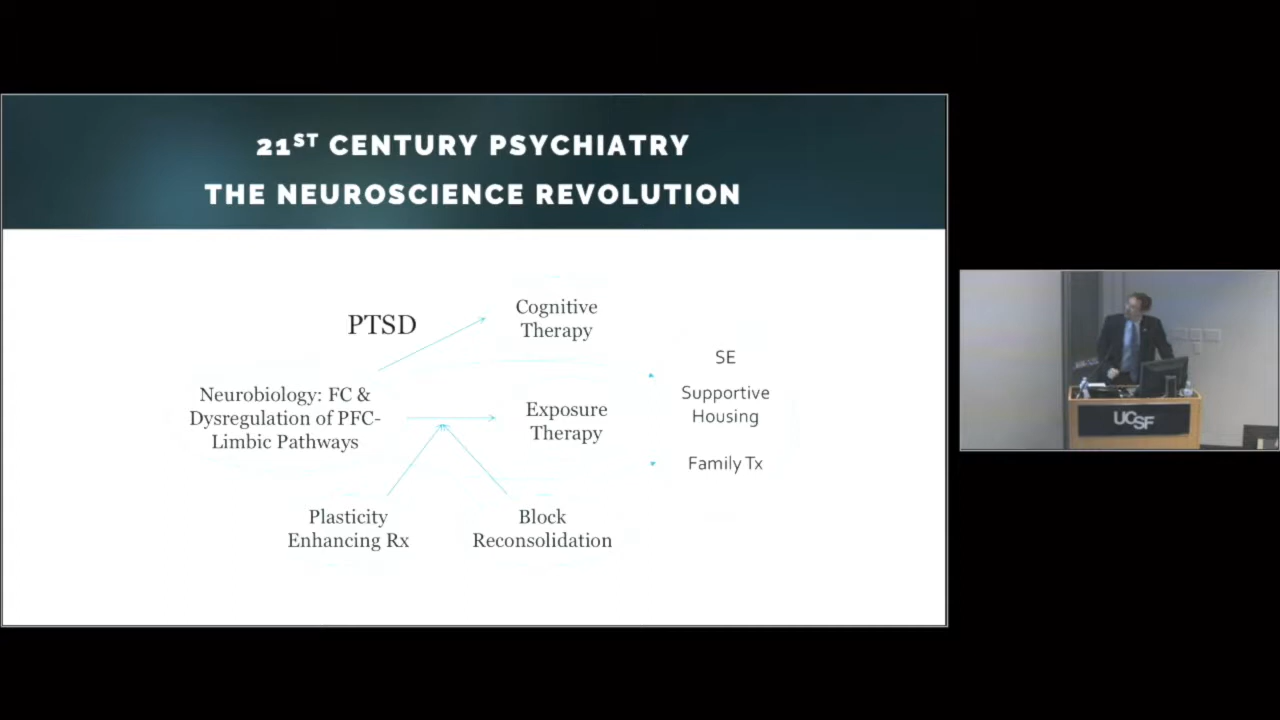 21ST CENTURY PSYCHIATRY
THE NEUROSCIENCE REVOLUTION
PTSD
Cognitive
Therapy
Neurobiology: FC &
Dysregulation of PFC-
Limbic Pathways
Exposure
Therapy
SE
Supportive
Housing
Family Tx
Plasticity
Enhancing Rx
Block
Reconsolidation
UCSF